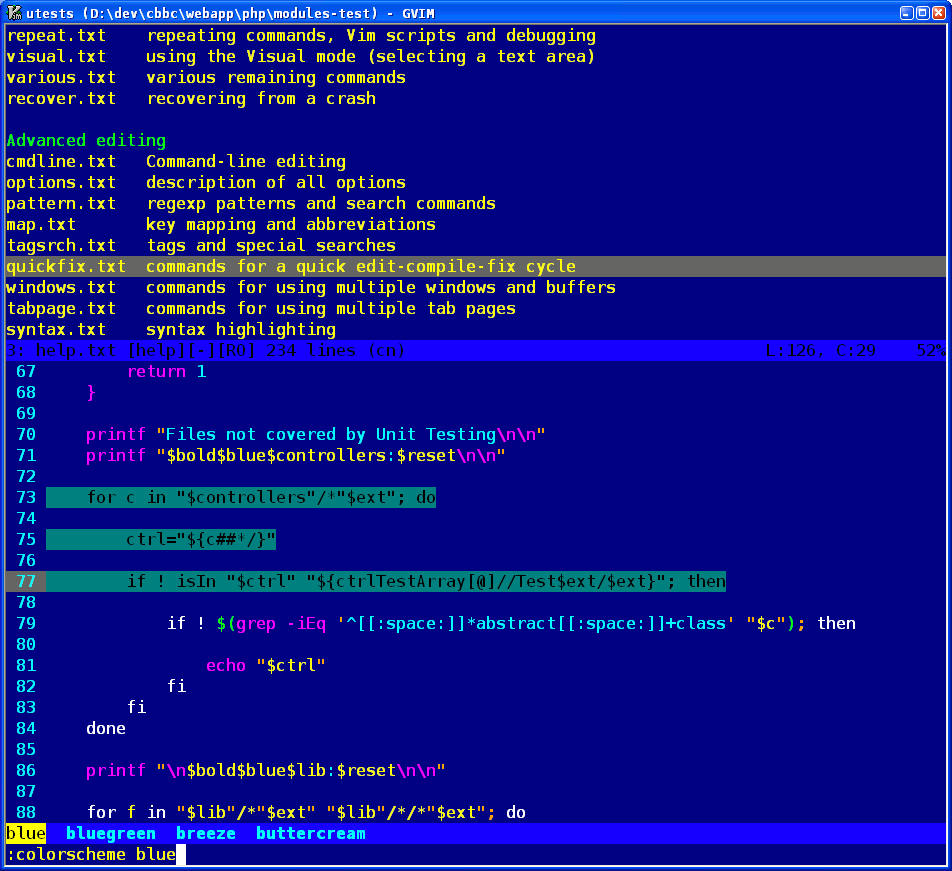 utests (D:\dev\cbbc\webapp\php\modules-test) - GVIM
repeat.txt    repeating commands, Vim scripts and debugging
visual.txt    using the Visual mode (selecting a text area)
various.txt   various remaining commands
recover.txt   recovering from a crash
Advanced editing
cmdline.txt   Command-line editing
options.txt   description of all options
pattern.txt   regexp patterns and search commands
map.txt       key mapping and abbreviations
tagsrch.txt   tags and special searches
quickfix.txt  commands for a quick edit-compile-fix cycle
windows.txt   commands for using multiple windows and buffers
tabpage.txt   commands for using multiple tab pages
syntax.txt    syntax highlighting
3: help.txt [help][-][RO] 234 lines (cn)                                    L:126, C:29    52%
67         return 1
68     }
69
70     printf "Files not covered by Unit Testing\n\n"
71     printf "$bold$blue$controllers:$reset\n\n"
72
73     for c in "$controllers"/*"$ext"; do
74
75         ctrl="${c##*/}"
76
77         if ! isIn "$ctrl" "${ctrlTestArray[@]//Test$ext/$ext}"; then
78
79             if ! $(grep -iEq '^[[:space:]]*abstract[[:space:]]+class' "$c"); then
80
81                 echo "$ctrl"
82             fi
83         fi
84     done
85
86     printf "\n$bold$blue$lib:$reset\n\n"
87
88     for f in "$lib"/*"$ext" "$lib"/*/*"$ext"; do
blue  bluegreen  breeze  buttercream
:colorscheme blue